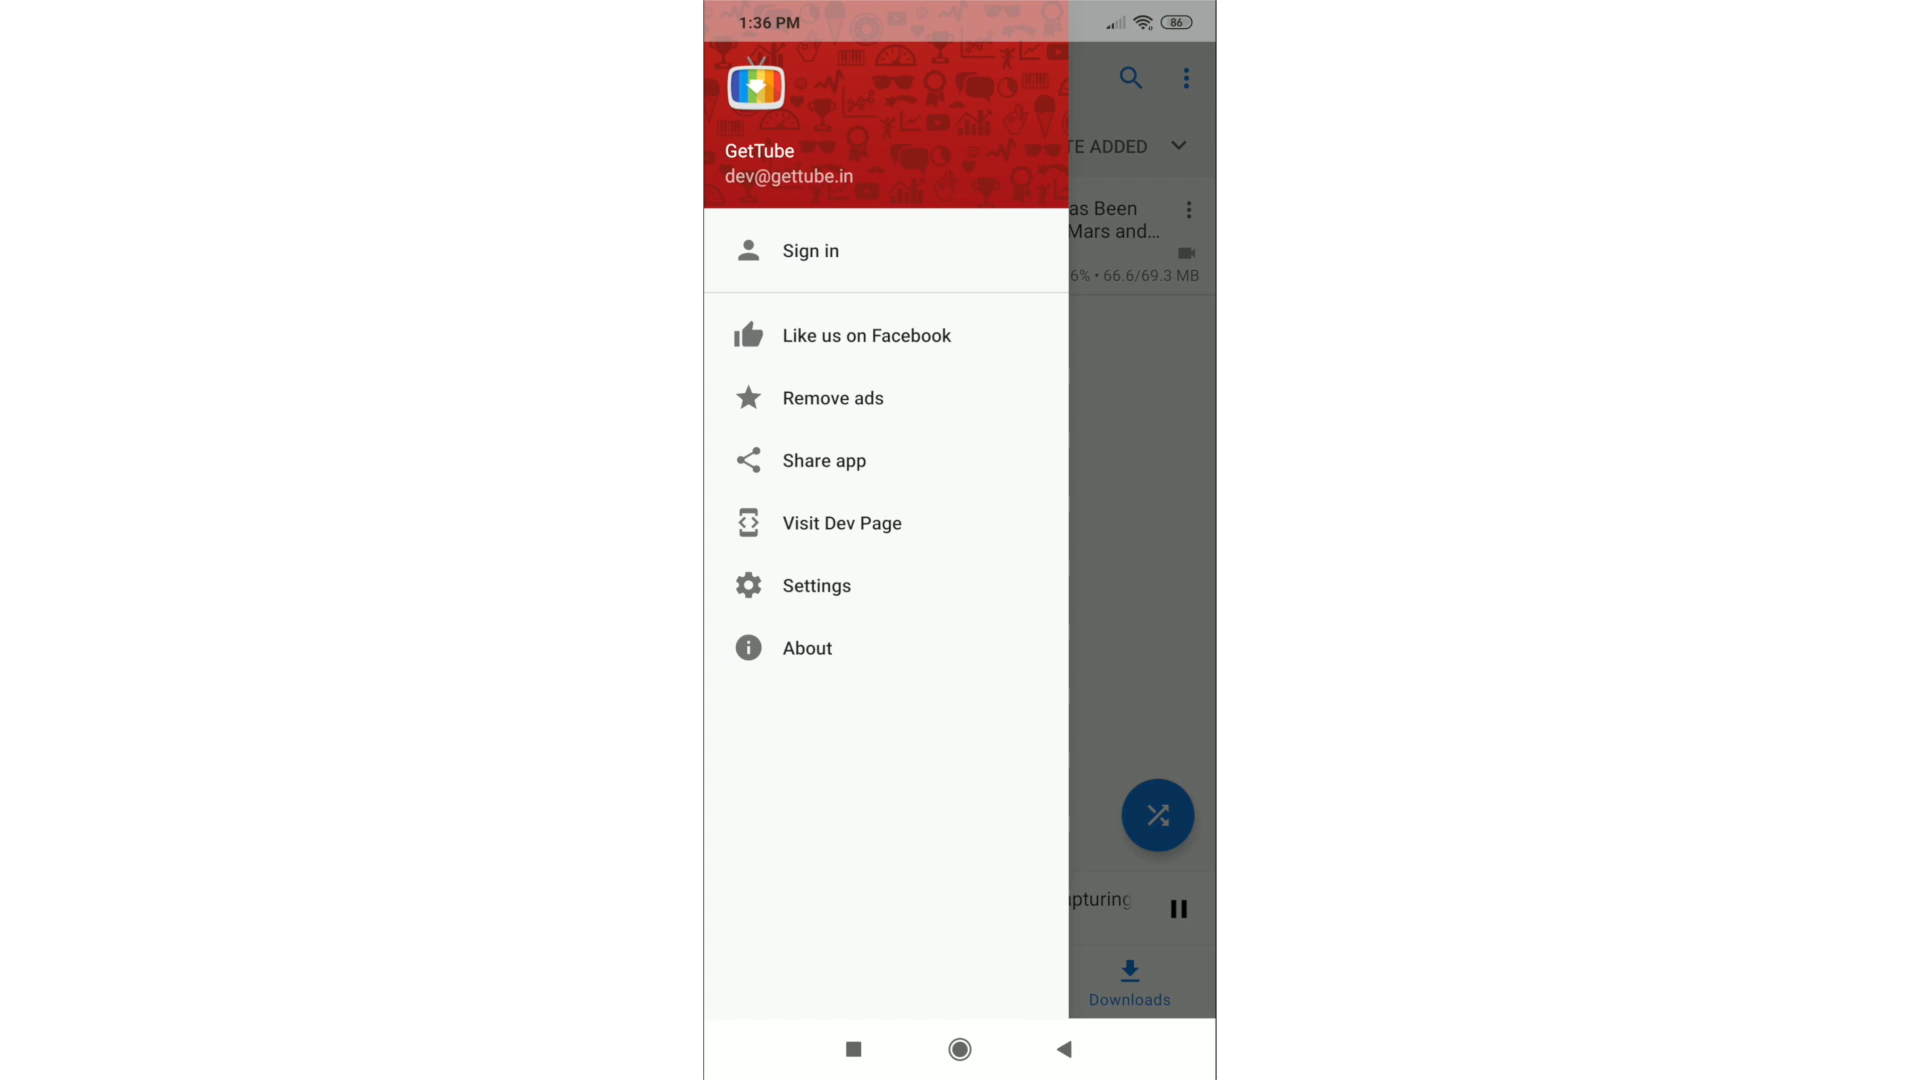 1:36 PM
86
GetTube
dev@gettube.in
TE ADDED
as Been
Mars and...
6% • 66.6/69.3 MB
Sign in
Like us on Facebook
Remove ads
Share app
Visit Dev Page
Settings
About
pturing
Downloads